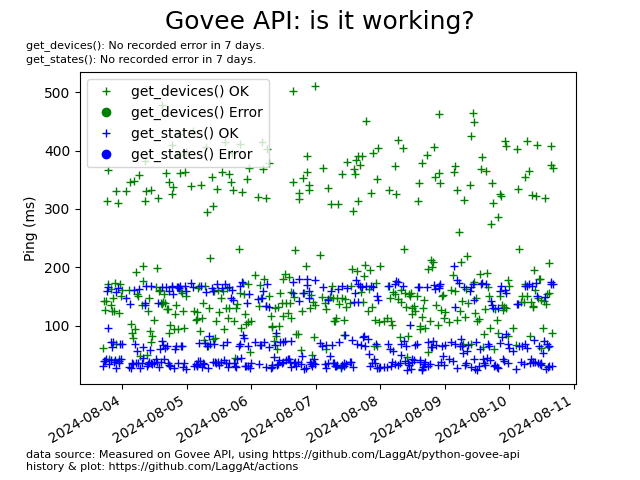 Govee API: is it working?
get_devices(): No recorded error in 7 days.
get_states(): No recorded error in 7 days.
get_devices() OK
get_devices() Error
get_states() OK
get_states() Error
500
400
300
200
100
Ping (ms)
2024-08-04
2024-08-05
2024-08-06
2024-08-07
2024-08-08
2024-08-09
2024-08-10
2024-08-11
data source: Measured on Govee API, using https://github.com/LaggAt/python-govee-api
history & plot: https://github.com/LaggAt/actions